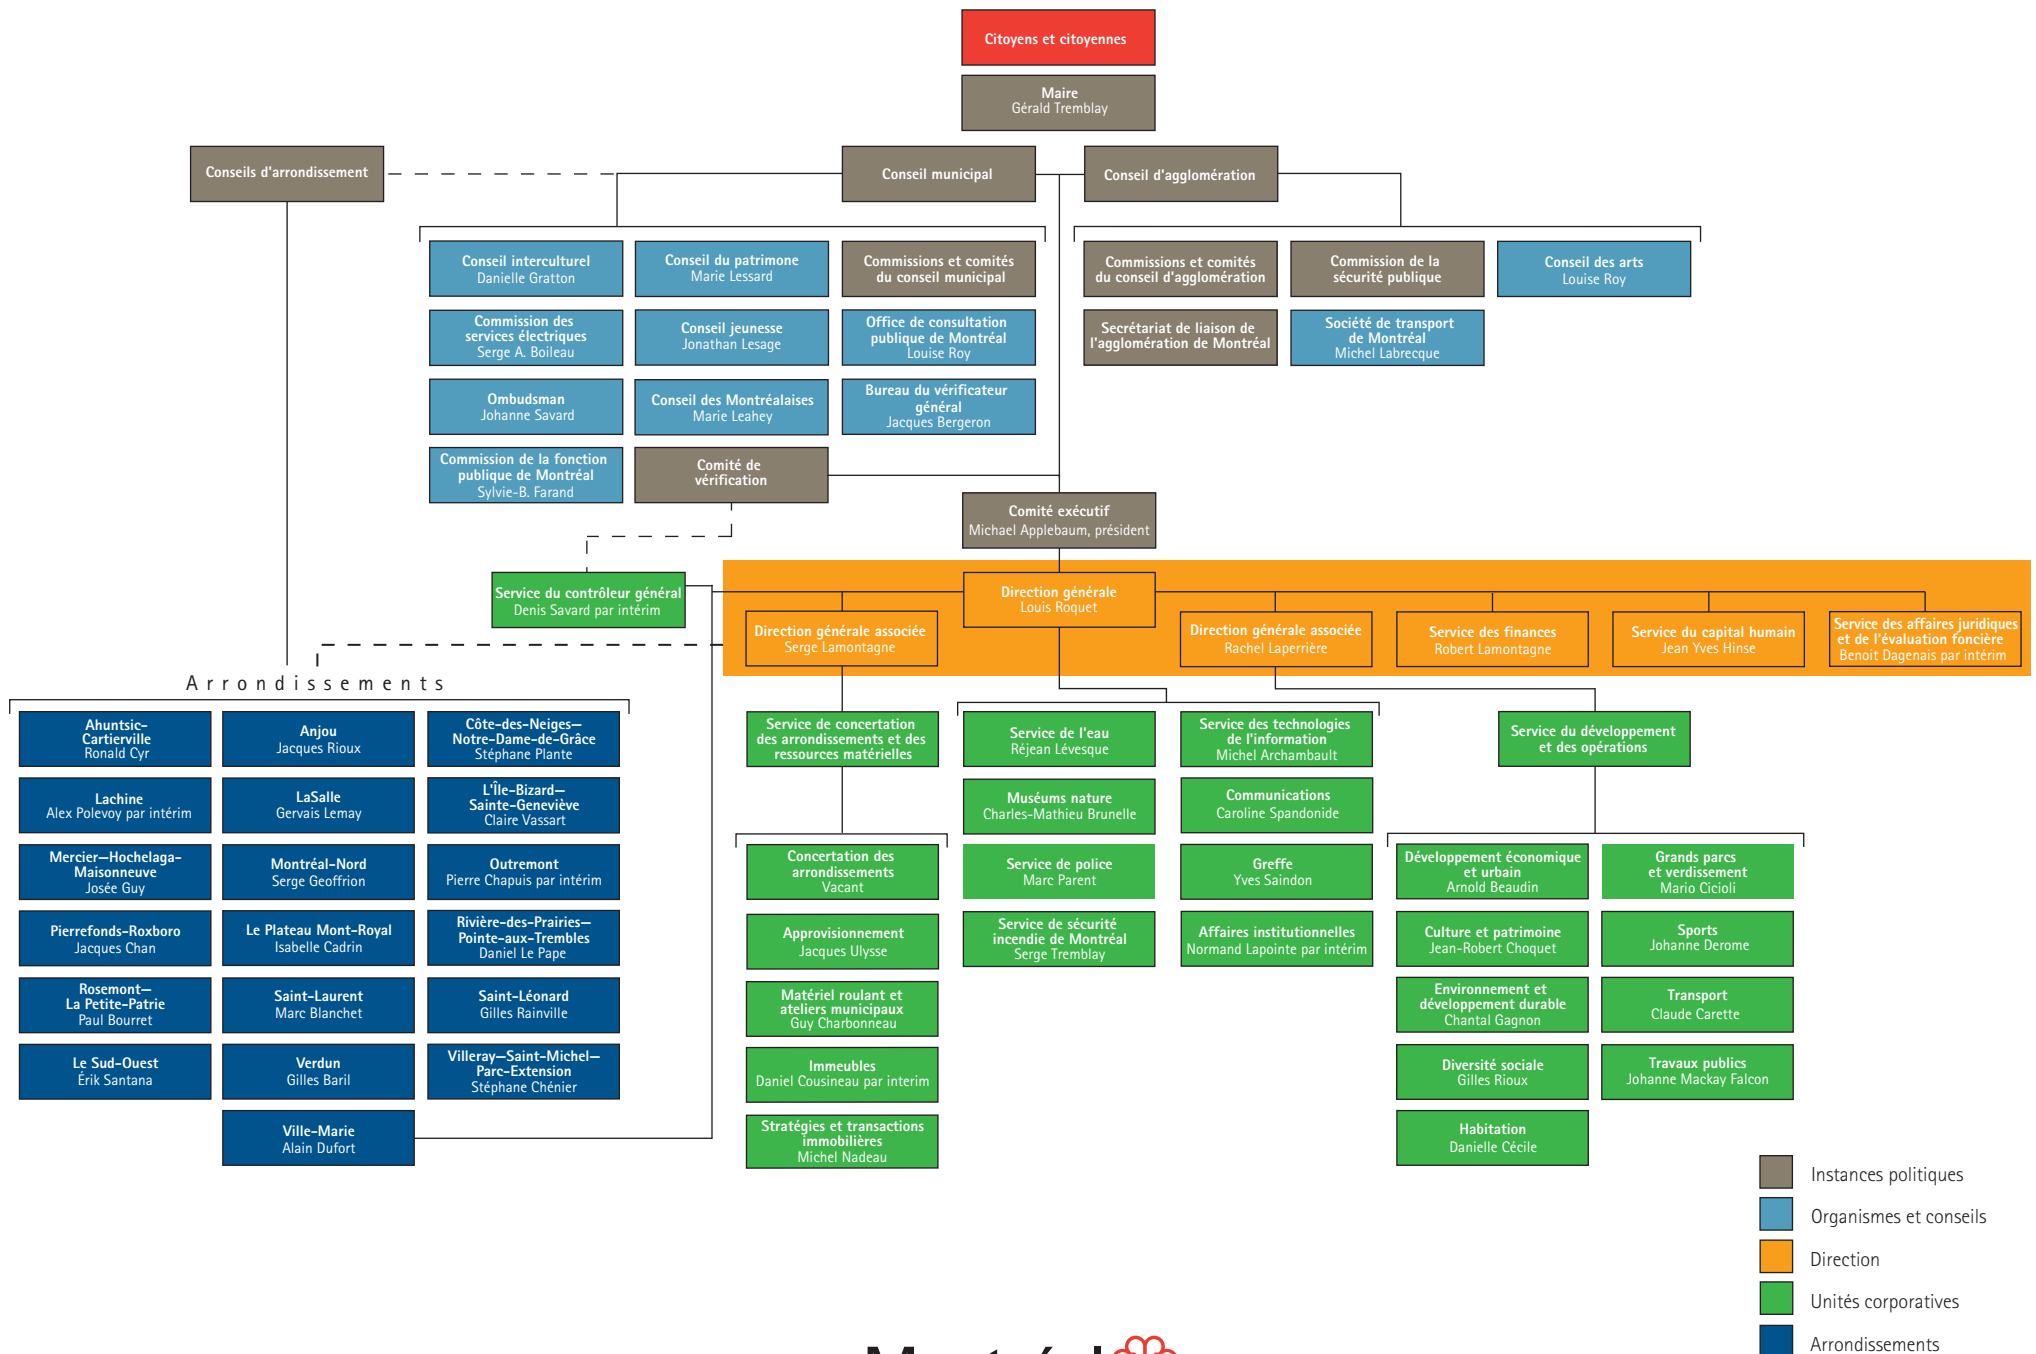 Citoyens et citoyennes
Maire
Gérald Tremblay
Conseils d'arrondissement
Conseil municipal
Conseil d'agglomération
Conseil interculturel
Danielle Gratton
Conseil du patrimone
Marie Lessard
Commissions et comités
du conseil municipal
Commissions et comités
du conseil d'agglomération
Commission de la
sécurité publique
Conseil des arts
Louise Roy
Commission des
services électriques
Serge A. Boileau
Conseil jeunesse
Jonathan Lesage
Office de consultation
publique de Montréal
Louise Roy
Secrétariat de liaison de
l'agglomération de Montréal
Société de transport
de Montréal
Michel Labrecque
Ombudsman
Johanne Savard
Conseil des Montréalaises
Marie Leahey
Bureau du vérificateur
général
Jacques Bergeron
Commission de la fonction
publique de Montréal
Sylvie-B. Farand
Comité de
vérification
Comité exécutif
Michael Applebaum, président
Service du contrôleur général
Denis Savard par intérim
Direction générale
Louis Roquet
Direction générale associée
Serge Lamontagne
Direction générale associée
Rachel Laperrière
Service des finances
Robert Lamontagne
Service du capital humain
Jean Yves Hinse
Service des affaires juridiques
et de l'évaluation foncière
Benoit Dagenais par intérim
Arrondissements
Ahuntsic-
Cartierville
Ronald Cyr
Anjou
Jacques Rioux
Côte-des-Neiges—
Notre-Dame-de-Grâce
Stéphane Plante
Lachine
Alex Polevoy par intérim
LaSalle
Gervais Lemay
L'Île-Bizard—
Sainte-Geneviève
Claire Vassart
Mercier—Hochelaga-
Maisonneuve
Josée Guy
Montréal-Nord
Serge Geoffrion
Outremont
Pierre Chapuis par intérim
Pierrefonds-Roxboro
Jacques Chan
Le Plateau Mont-Royal
Isabelle Cadrin
Rivière-des-Prairies—
Pointe-aux-Trembles
Daniel Le Pape
Rosemont—
La Petite-Patrie
Paul Bourret
Saint-Laurent
Marc Blanchet
Saint-Léonard
Gilles Rainville
Le Sud-Ouest
Érik Santana
Verdun
Gilles Baril
Villeray—Saint-Michel—
Parc-Extension
Stéphane Chénier
Ville-Marie
Alain Dufort
Service de concertation
des arrondissements et des
ressources matérielles
Concertation des
arrondissements
Vacant
Approvisionnement
Jacques Ulysse
Matériel roulant et
ateliers municipaux
Guy Charbonneau
Immeubles
Daniel Cousineau par interim
Stratégies et transactions
immobilières
Michel Nadeau
Service de l'eau
Réjean Lévesque
Service des technologies
de l'information
Michel Archambault
Muséums nature
Charles-Mathieu Brunelle
Communications
Caroline Spandonide
Service de police
Marc Parent
Greffe
Yves Saindon
Service de sécurité
incendie de Montréal
Serge Tremblay
Affaires institutionnelles
Normand Lapointe par intérim
Service du développement
et des opérations
Développement économique
et urbain
Arnold Beaudin
Grands parcs
et verdissement
Mario Cicioli
Culture et patrimoine
Jean-Robert Choquet
Sports
Johanne Derome
Environnement et
développement durable
Chantal Gagnon
Transport
Claude Carette
Diversité sociale
Gilles Rioux
Travaux publics
Johanne Mackay Falcon
Habitation
Danielle Cécile
Instances politiques
Organismes et conseils
Direction
Unités corporatives
Arrondissements
Montréal